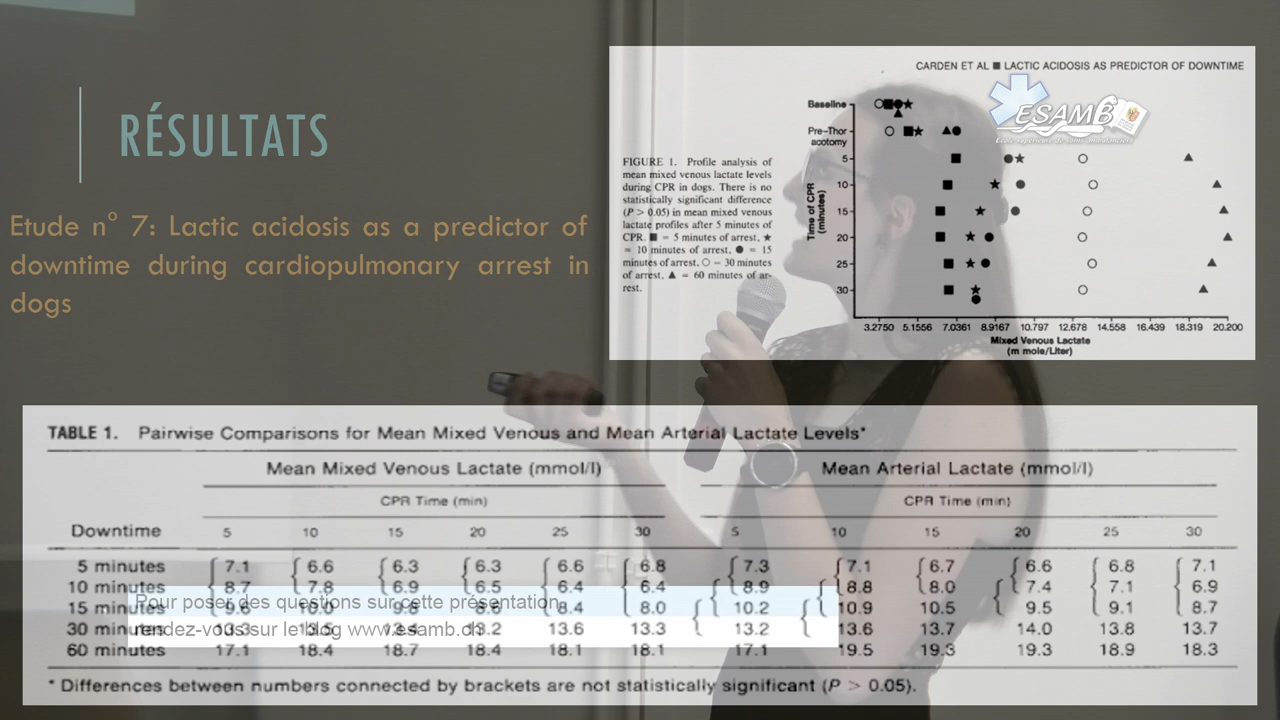 RÉSULTATS
Etude n° 7: Lactic acidosis as a predictor of
downtime during cardiopulmonary arrest in
dogs
CARDEN ET AL ■ LACTIC ACIDOSIS AS PREDICTOR OF DOWNTIME
ESAMB
FIGURE 1. Profile analysis of
mean mixed venous lactate levels
during CPR in dogs. There is no
statistically significant difference
(P > 0.05) in mean mixed venous
lactate profiles after 5 minutes of
CPR. ■ = 5 minutes of arrest, ★
= 10 minutes of arrest, ● = 15
minutes of arrest, ○ = 30 minutes
of arrest, ▲ = 60 minutes of ar-
rest.
Baseline
Pre-Thor
acotomy
5
10
15
20
25
30
Time of CPR
(minutes)
3.2750 5.1556 7.0361 8.9167 10.797 12.678 14.558 16.439 18.319 20.200
Mixed Venous Lactate
(m mole/Liter)
TABLE 1. Pairwise Comparisons for Mean Mixed Venous and Mean Arterial Lactate Levels*
Mean Mixed Venous Lactate (mmol/l) Mean Arterial Lactate (mmol/l)
CPR Time (min) CPR Time (min)
Downtime 5 10 15 20 25 30 5 10 15 20 25 30
5 minutes 7.1 6.6 6.3 6.3 6.6 6.8 7.3 7.1 6.7 6.6 6.8 7.1
10 minutes 8.7 7.8 6.9 6.5 6.4 6.4 8.9 8.8 8.0 7.4 7.1 6.9
15 minutes 8.4 8.0 10.2 10.9 10.5 9.5 9.1 8.7
30 minutes 13.2 13.6 13.3 13.2 13.6 13.7 14.0 13.8 13.7
60 minutes 17.1 18.4 18.7 18.4 18.1 18.1 17.1 19.5 19.3 19.3 18.9 18.3
* Differences between numbers connected by brackets are not statistically significant (P > 0.05).
Pour poser des questions sur cette présentation,
rendez-vous sur le blog www.esamb.ch